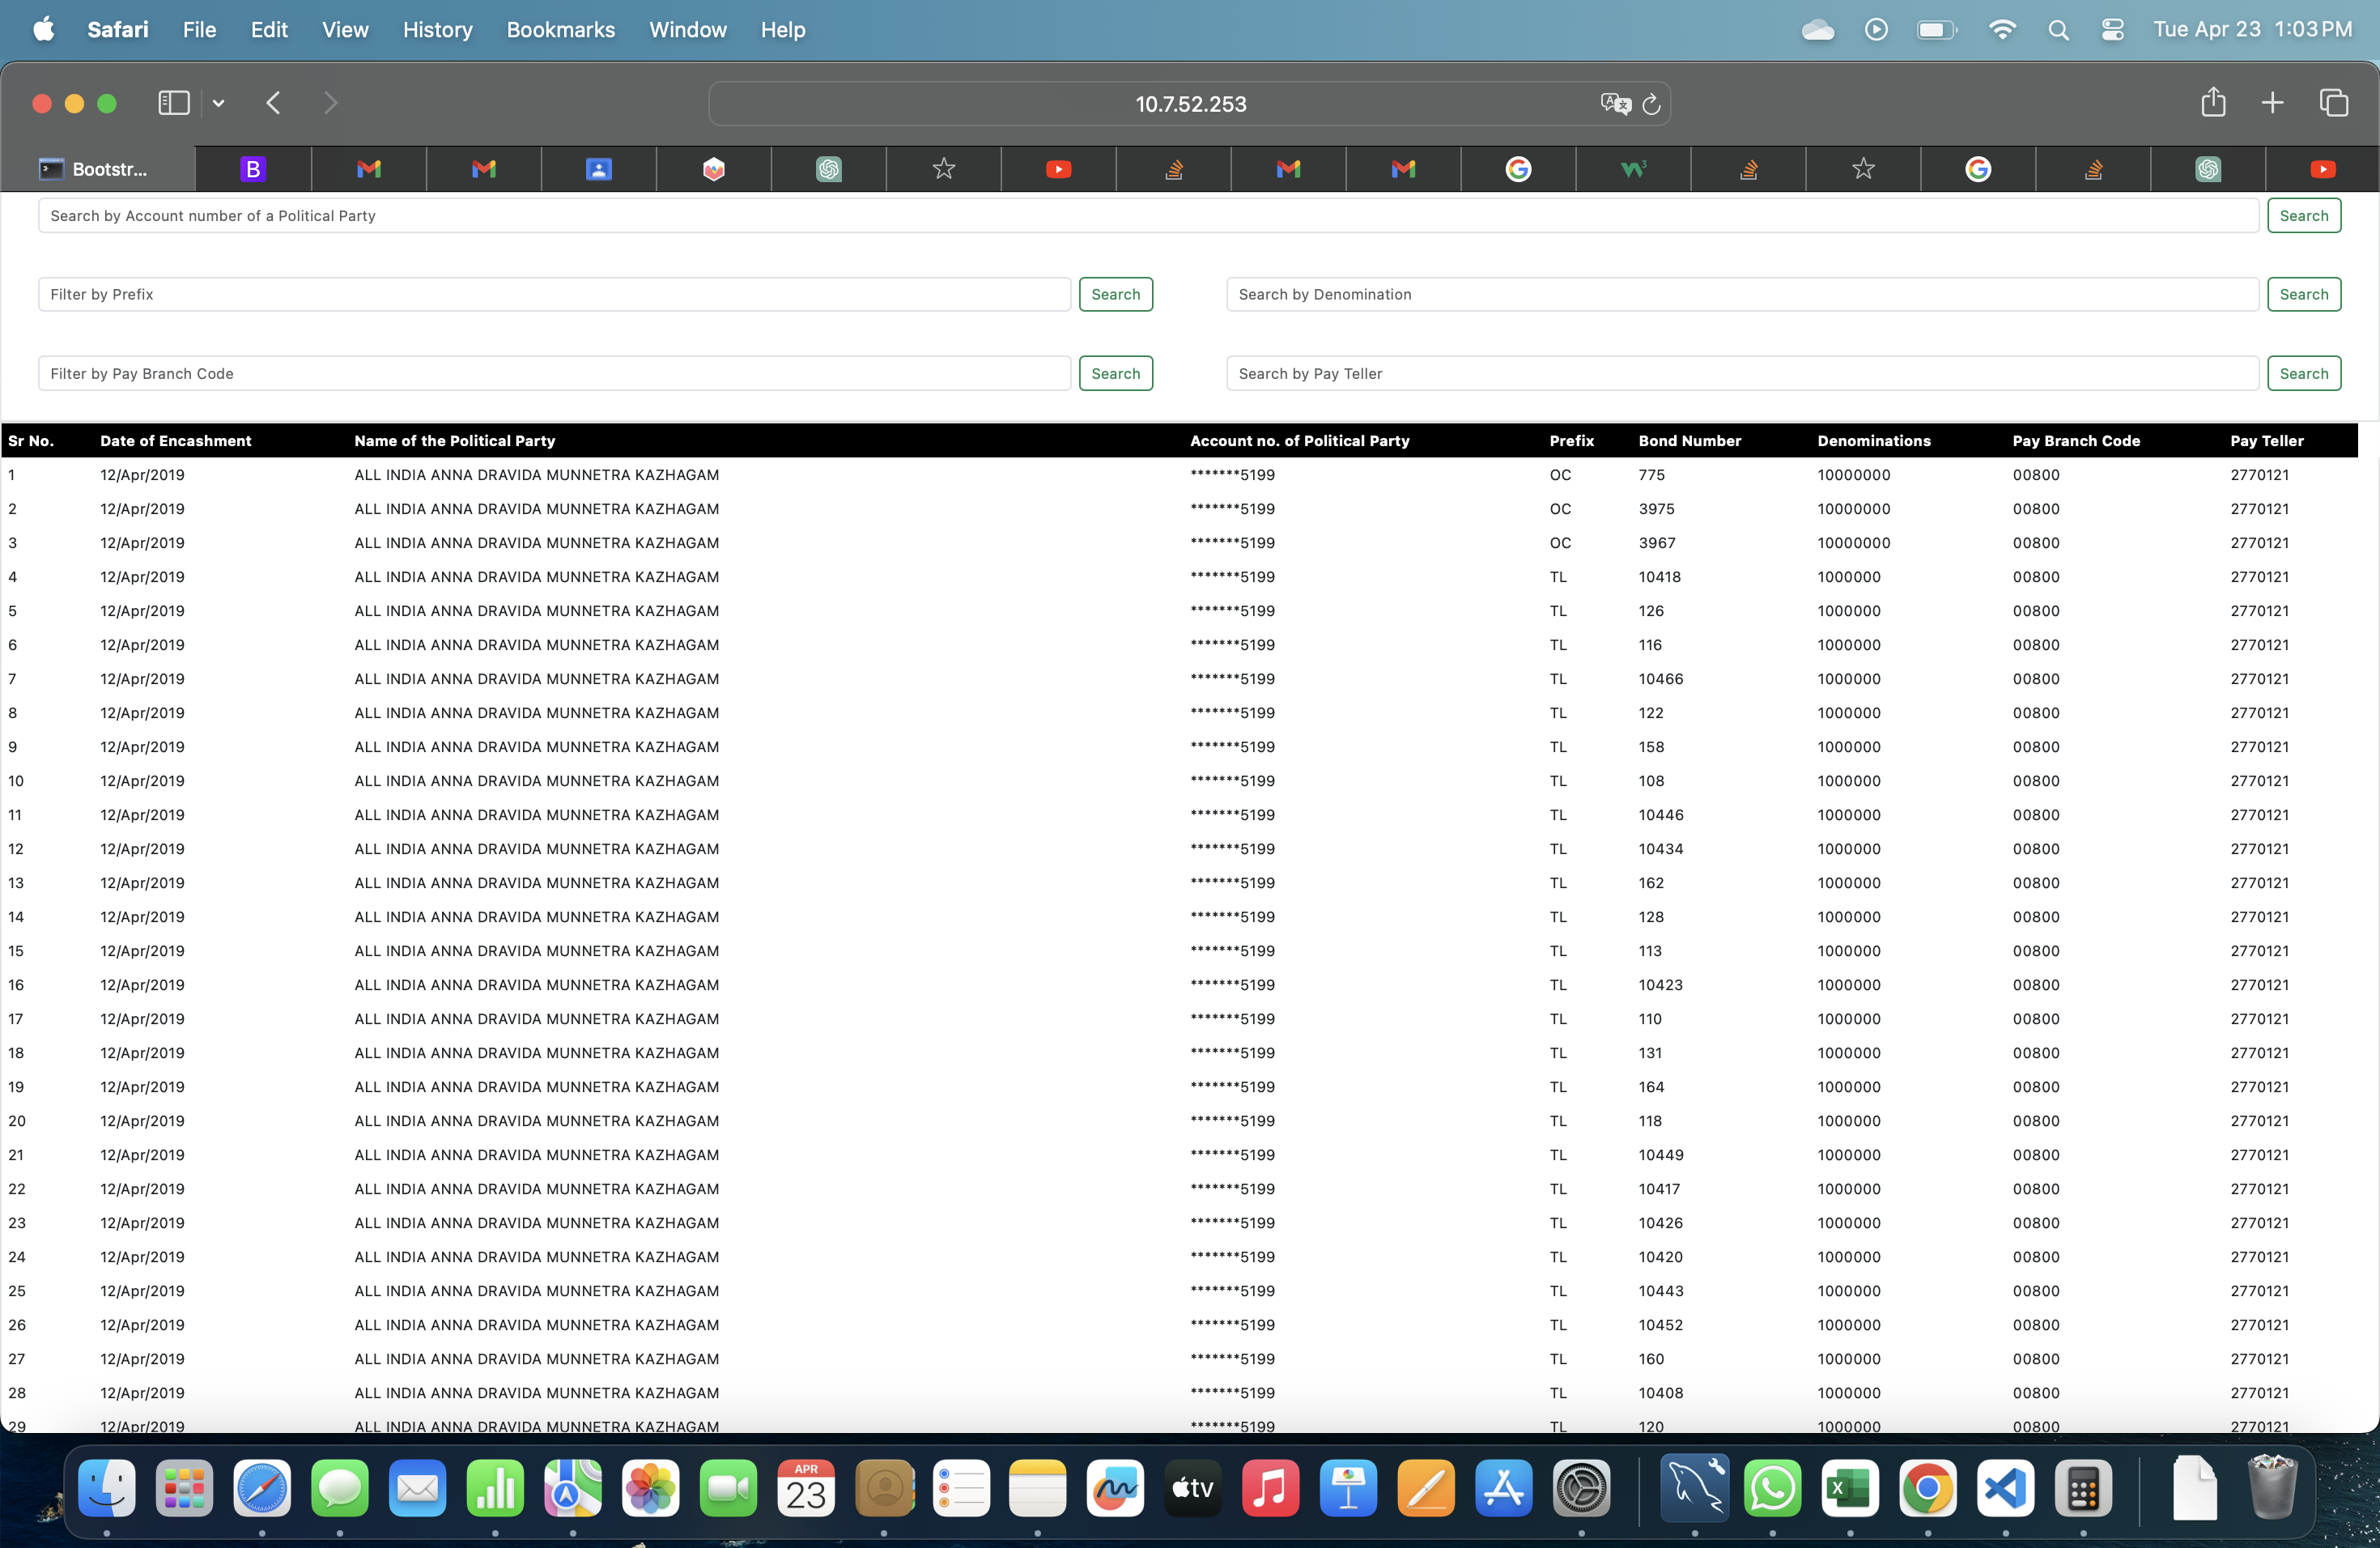 Safari File Edit View History Bookmarks Window Help Tue Apr 23 1:03 PM
10.7.52.253
Bootstr...
Search by Account number of a Political Party Search
Filter by Prefix Search Search by Denomination Search
Filter by Pay Branch Code Search Search by Pay Teller Search
Sr No. Date of Encashment Name of the Political Party Account no. of Political Party Prefix Bond Number Denominations Pay Branch Code Pay Teller
1 12/Apr/2019 ALL INDIA ANNA DRAVIDA MUNNETRA KAZHAGAM *******5199 OC 775 10000000 00800 2770121
2 12/Apr/2019 ALL INDIA ANNA DRAVIDA MUNNETRA KAZHAGAM *******5199 OC 3975 10000000 00800 2770121
3 12/Apr/2019 ALL INDIA ANNA DRAVIDA MUNNETRA KAZHAGAM *******5199 OC 3967 10000000 00800 2770121
4 12/Apr/2019 ALL INDIA ANNA DRAVIDA MUNNETRA KAZHAGAM *******5199 TL 10418 1000000 00800 2770121
5 12/Apr/2019 ALL INDIA ANNA DRAVIDA MUNNETRA KAZHAGAM *******5199 TL 126 1000000 00800 2770121
6 12/Apr/2019 ALL INDIA ANNA DRAVIDA MUNNETRA KAZHAGAM *******5199 TL 116 1000000 00800 2770121
7 12/Apr/2019 ALL INDIA ANNA DRAVIDA MUNNETRA KAZHAGAM *******5199 TL 10466 1000000 00800 2770121
8 12/Apr/2019 ALL INDIA ANNA DRAVIDA MUNNETRA KAZHAGAM *******5199 TL 122 1000000 00800 2770121
9 12/Apr/2019 ALL INDIA ANNA DRAVIDA MUNNETRA KAZHAGAM *******5199 TL 158 1000000 00800 2770121
10 12/Apr/2019 ALL INDIA ANNA DRAVIDA MUNNETRA KAZHAGAM *******5199 TL 108 1000000 00800 2770121
11 12/Apr/2019 ALL INDIA ANNA DRAVIDA MUNNETRA KAZHAGAM *******5199 TL 10446 1000000 00800 2770121
12 12/Apr/2019 ALL INDIA ANNA DRAVIDA MUNNETRA KAZHAGAM *******5199 TL 10434 1000000 00800 2770121
13 12/Apr/2019 ALL INDIA ANNA DRAVIDA MUNNETRA KAZHAGAM *******5199 TL 162 1000000 00800 2770121
14 12/Apr/2019 ALL INDIA ANNA DRAVIDA MUNNETRA KAZHAGAM *******5199 TL 128 1000000 00800 2770121
15 12/Apr/2019 ALL INDIA ANNA DRAVIDA MUNNETRA KAZHAGAM *******5199 TL 113 1000000 00800 2770121
16 12/Apr/2019 ALL INDIA ANNA DRAVIDA MUNNETRA KAZHAGAM *******5199 TL 10423 1000000 00800 2770121
17 12/Apr/2019 ALL INDIA ANNA DRAVIDA MUNNETRA KAZHAGAM *******5199 TL 110 1000000 00800 2770121
18 12/Apr/2019 ALL INDIA ANNA DRAVIDA MUNNETRA KAZHAGAM *******5199 TL 131 1000000 00800 2770121
19 12/Apr/2019 ALL INDIA ANNA DRAVIDA MUNNETRA KAZHAGAM *******5199 TL 164 1000000 00800 2770121
20 12/Apr/2019 ALL INDIA ANNA DRAVIDA MUNNETRA KAZHAGAM *******5199 TL 118 1000000 00800 2770121
21 12/Apr/2019 ALL INDIA ANNA DRAVIDA MUNNETRA KAZHAGAM *******5199 TL 10449 1000000 00800 2770121
22 12/Apr/2019 ALL INDIA ANNA DRAVIDA MUNNETRA KAZHAGAM *******5199 TL 10417 1000000 00800 2770121
23 12/Apr/2019 ALL INDIA ANNA DRAVIDA MUNNETRA KAZHAGAM *******5199 TL 10426 1000000 00800 2770121
24 12/Apr/2019 ALL INDIA ANNA DRAVIDA MUNNETRA KAZHAGAM *******5199 TL 10420 1000000 00800 2770121
25 12/Apr/2019 ALL INDIA ANNA DRAVIDA MUNNETRA KAZHAGAM *******5199 TL 10443 1000000 00800 2770121
26 12/Apr/2019 ALL INDIA ANNA DRAVIDA MUNNETRA KAZHAGAM *******5199 TL 10452 1000000 00800 2770121
27 12/Apr/2019 ALL INDIA ANNA DRAVIDA MUNNETRA KAZHAGAM *******5199 TL 160 1000000 00800 2770121
28 12/Apr/2019 ALL INDIA ANNA DRAVIDA MUNNETRA KAZHAGAM *******5199 TL 10408 1000000 00800 2770121
29 12/Apr/2019 ALL INDIA ANNA DRAVIDA MUNNETRA KAZHAGAM *******5199 TL 120 1000000 00800 2770121
APR
23
tv